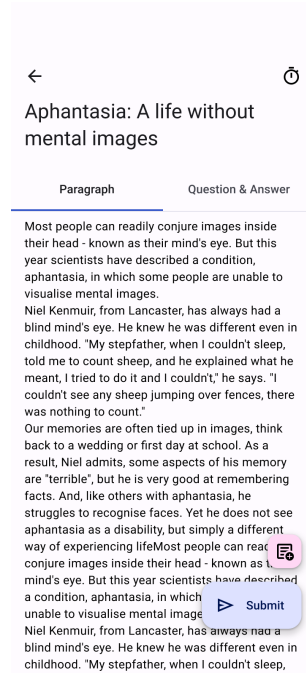 Aphantasia: A life without
mental images
Paragraph
Question & Answer
Most people can readily conjure images inside
their head - known as their mind's eye. But this
year scientists have described a condition,
aphantasia, in which some people are unable to
visualise mental images.
Niel Kenmuir, from Lancaster, has always had a
blind mind's eye. He knew he was different even in
childhood. "My stepfather, when I couldn't sleep,
told me to count sheep, and he explained what he
meant, I tried to do it and I couldn't," he says. "I
couldn't see any sheep jumping over fences, there
was nothing to count."
Our memories are often tied up in images, think
back to a wedding or first day at school. As a
result, Niel admits, some aspects of his memory
are "terrible", but he is very good at remembering
facts. And, like others with aphantasia, he
struggles to recognise faces. Yet he does not see
aphantasia as a disability, but simply a different
way of experiencing lifeMost people can
conjure images inside their head - known as
mind's eye. But this year scientists have described
a condition, aphantasia, in which
unable to visualise mental
Submit
Niel Kenmuir, from Lancaster, has always had a
blind mind's eye. He knew he was different even in
childhood. "My stepfather, when I couldn't sleep,